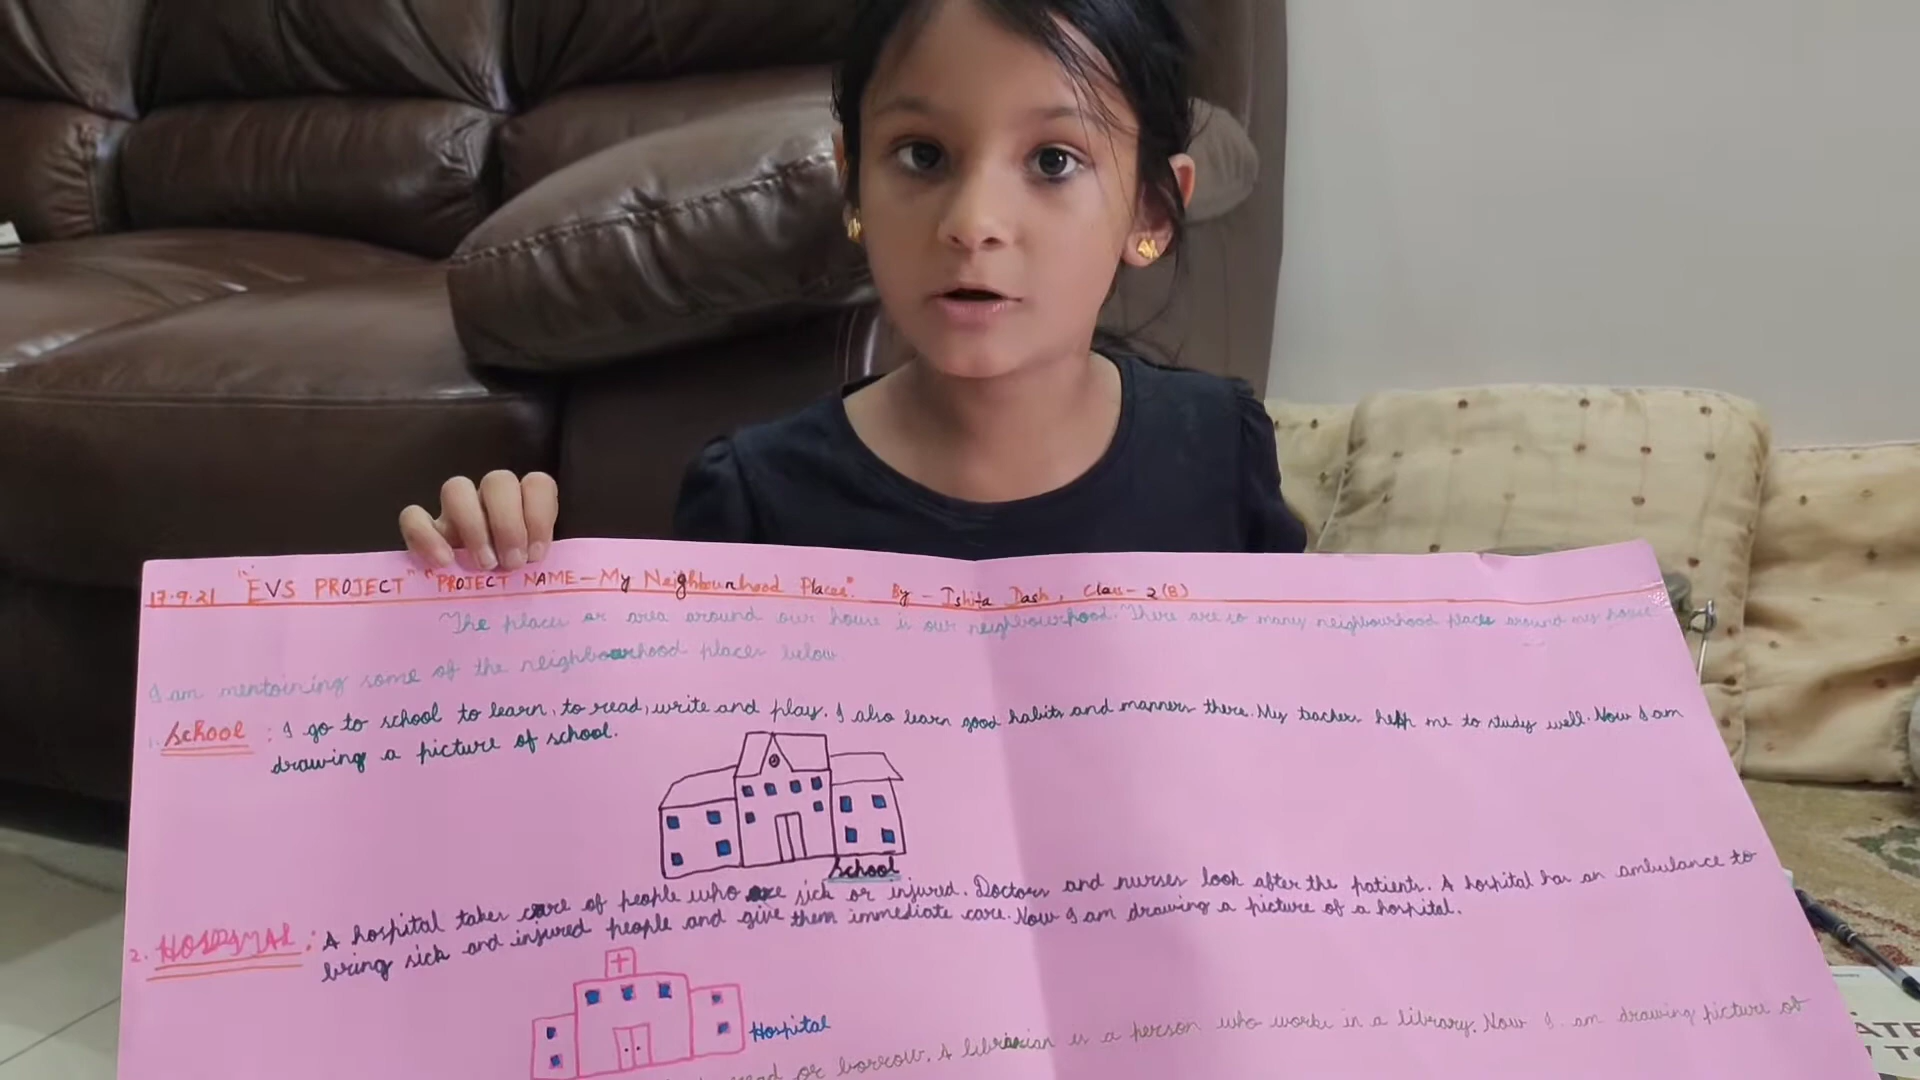 17.9.21 "EVS PROJECT" "PROJECT NAME - My Neighbourhood Places". By - Ishita Dash, Class - 2(B)
The places or area around our house is our neighbourhood. There are so many neighbourhood places around my house
I am mentoining some of the neighbourhood places below.
1. School : I go to school to learn, to read, write and play. I also learn good habits and manners there. My teachers help me to study well. Now I am
drawing a picture of school.
School
2. HOSPITAL : A hospital takes care of people who are sick or injured. Doctors and nurses look after the patients. A hospital has an ambulance to
bring sick and injured people and give them immediate care. Now I am drawing a picture of a hospital.
Hospital
read or borrow. A librarian is a person who works in a library. Now I am drawing picture of